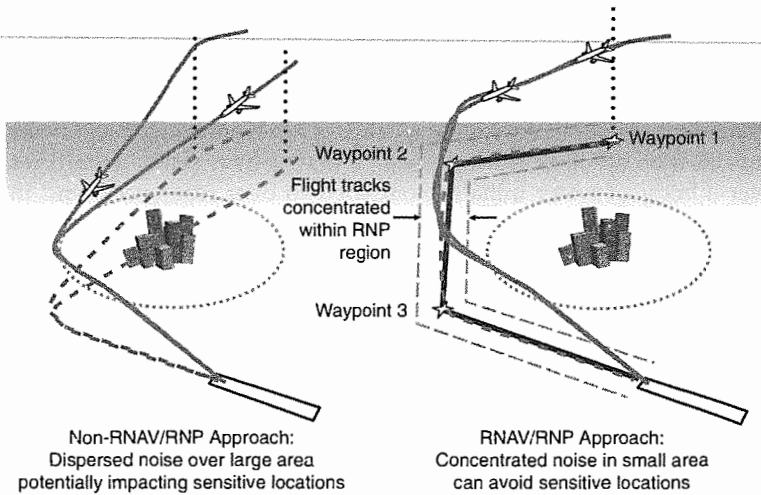 Waypoint 1
Waypoint 2
Flight tracks
concentrated
within RNP
region
Waypoint 3
Non-RNAV/RNP Approach:
Dispersed noise over large area
potentially impacting sensitive locations
RNAV/RNP Approach:
Concentrated noise in small area
can avoid sensitive locations